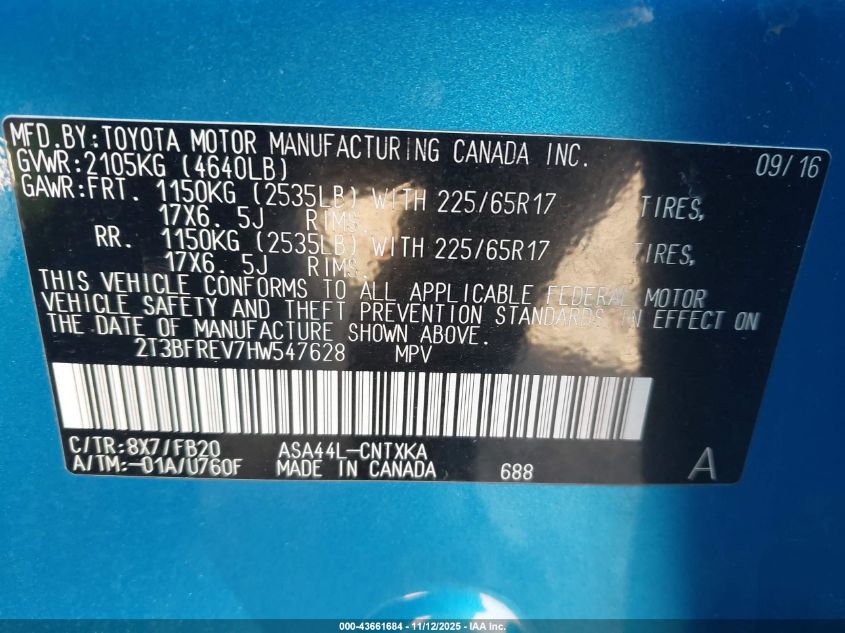 MFD.BY:TOYOTA MOTOR MANUFACTURING CANADA INC.
GVWR:2105KG (4640LB) 09/16
GAWR:FRT. 1150KG (2535LB) WITH 225/65R17 TIRES,
17X6. 5J RIMS,
RR. 1150KG (2535LB) WITH 225/65R17 TIRES,
17X6. 5J RIMS.
THIS VEHICLE CONFORMS TO ALL APPLICABLE FEDERAL MOTOR
VEHICLE SAFETY AND THEFT PREVENTION STANDARDS IN EFFECT ON
THE DATE OF MANUFACTURE SHOWN ABOVE.
2T3BFREV7HW547628 MPV
C/TR:8X7/FB20 ASA44L-CNTXKA
A/TM:-01A/U760F MADE IN CANADA 688 A
000-43661684 - 11/12/2025 - IAA Inc.